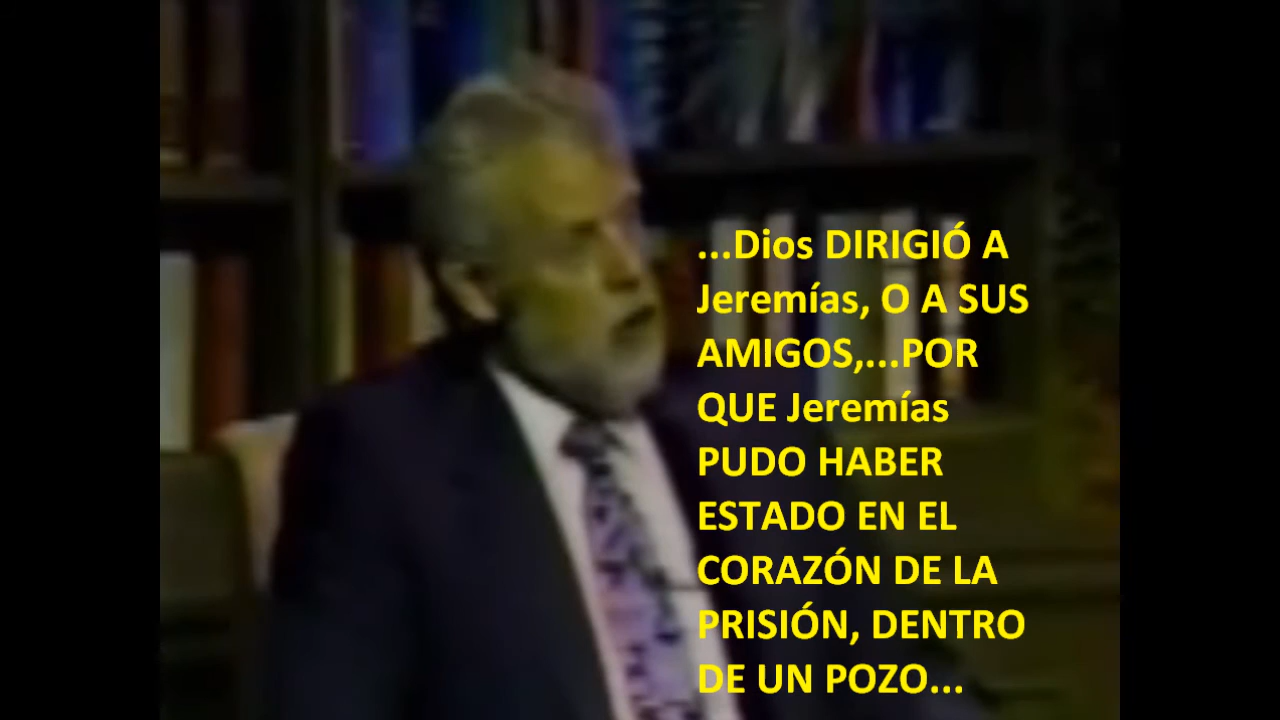 ...Dios DIRIGIÓ A
Jeremías, O A SUS
AMIGOS,...POR
QUE Jeremías
PUDO HABER
ESTADO EN EL
CORAZÓN DE LA
PRISIÓN, DENTRO
DE UN POZO...